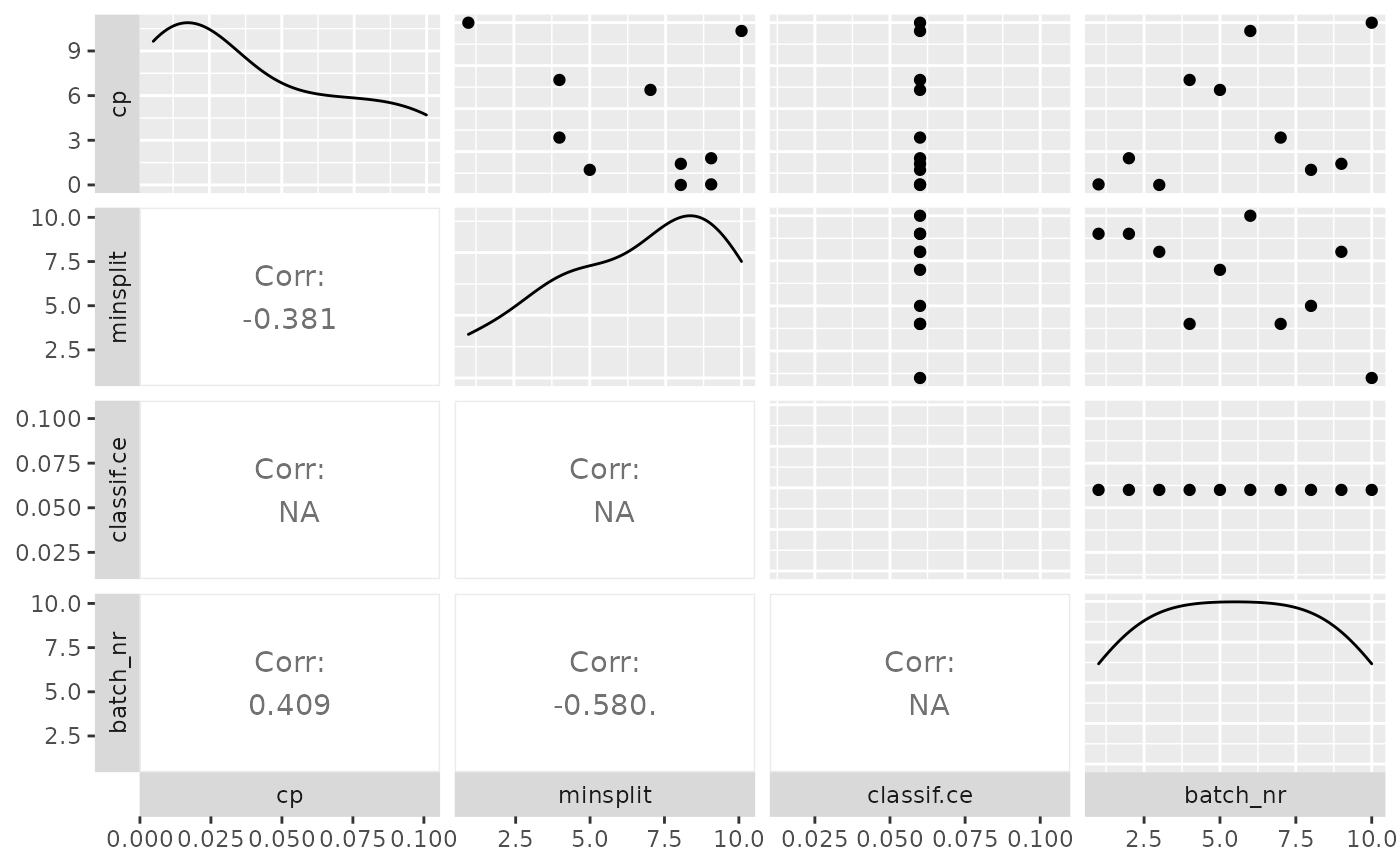 cp
9
6
3
0
minsplit
10.0
7.5
5.0
2.5
Corr:
-0.381
classif.ce
0.100
0.075
0.050
0.025
Corr:
NA
Corr:
NA
batch_nr
10.0
7.5
5.0
2.5
Corr:
0.409
Corr:
-0.580.
Corr:
NA
cp minsplit classif.ce batch_nr
0.000 0.025 0.050 0.075 0.100 2.5 5.0 7.5 10.0 0.025 0.050 0.075 0.100 2.5 5.0 7.5 10.0